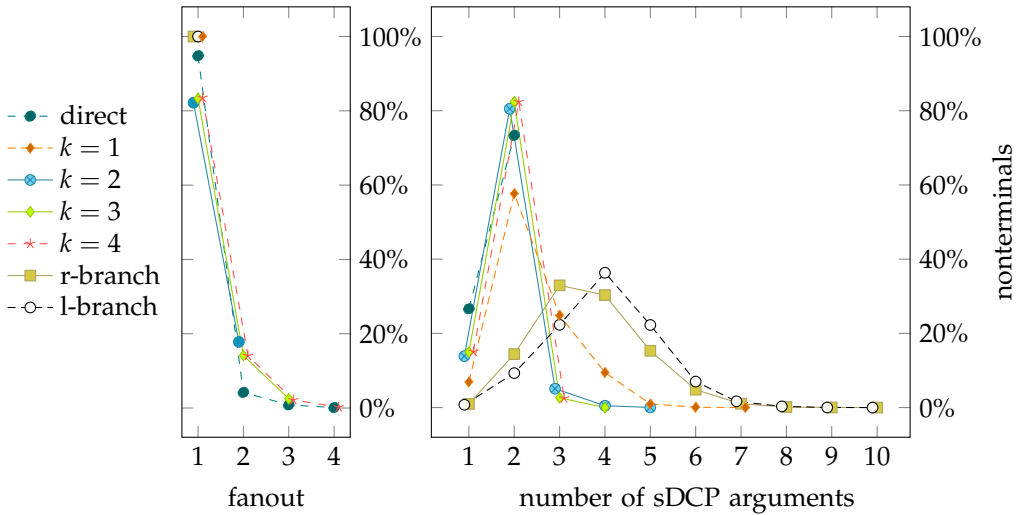 direct
k = 1
k = 2
k = 3
k = 4
r-branch
l-branch
100%
80%
60%
40%
20%
0%
1 2 3 4
fanout
100%
80%
60%
40%
20%
0%
nonterminals
1 2 3 4 5 6 7 8 9 10
number of sDCP arguments